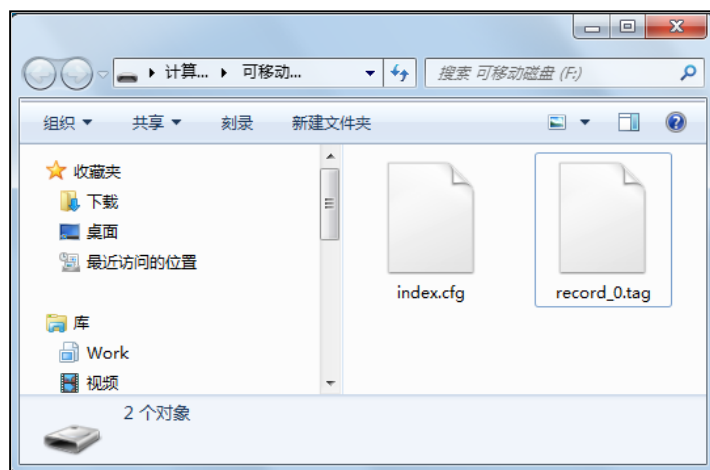 计算... 可移动...
搜索 可移动磁盘 (F:)
组织 共享 刻录 新建文件夹
收藏夹
下载
桌面
最近访问的位置
库
Work
视频
index.cfg
record_0.tag
2 个对象